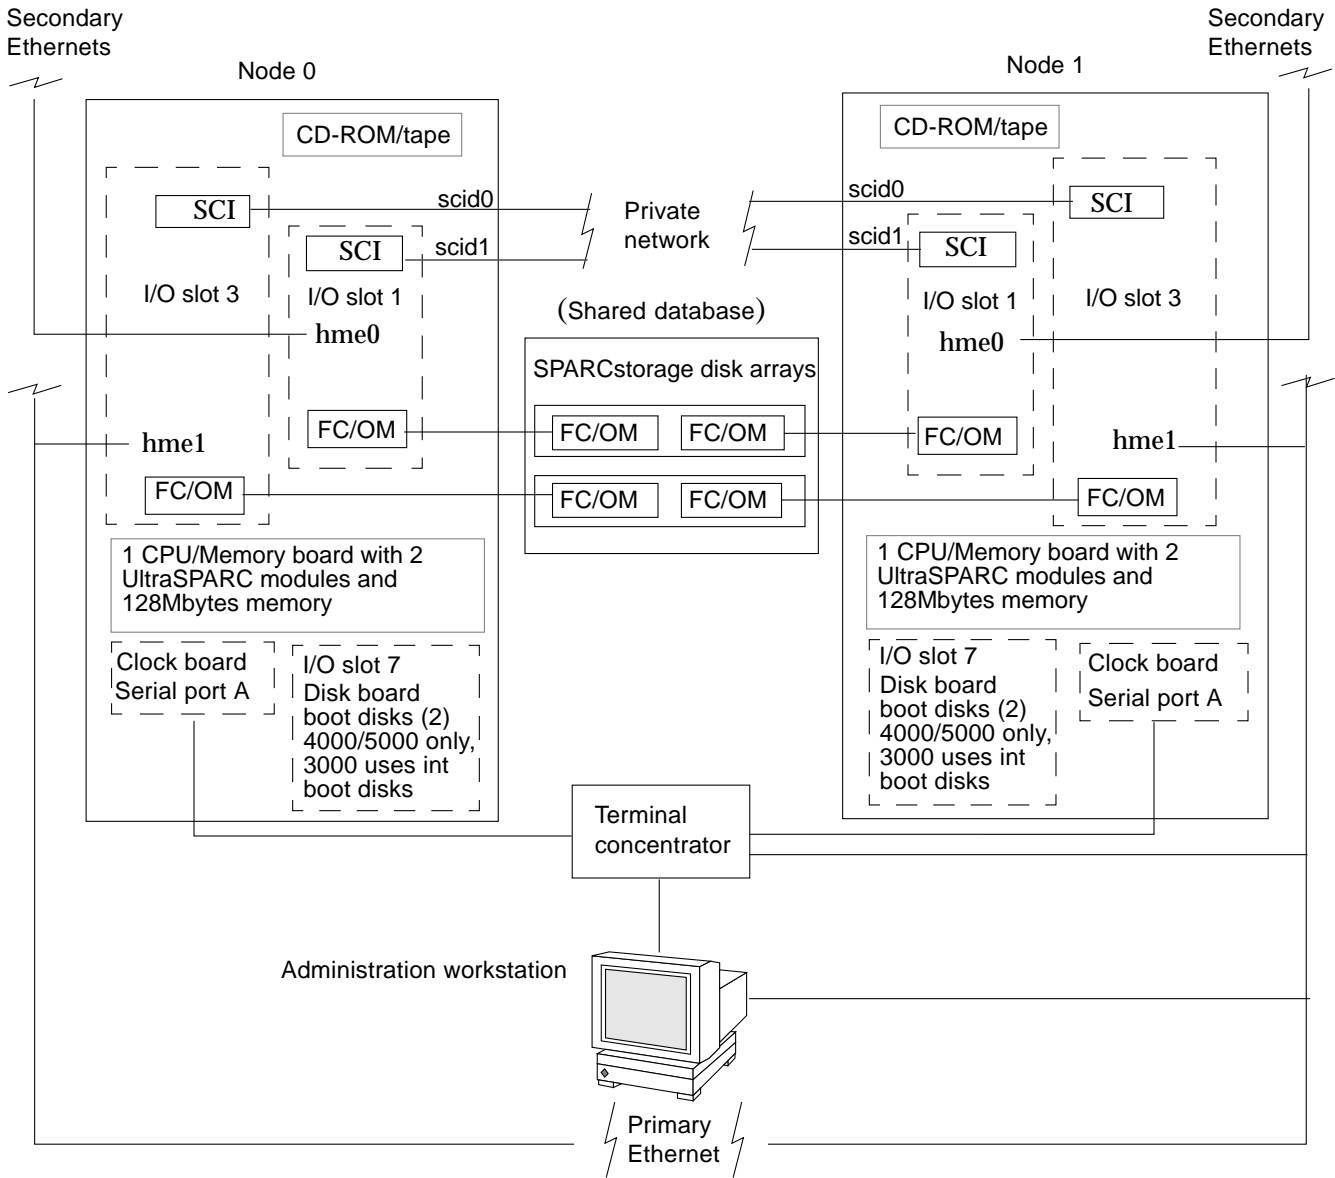 Secondary
Ethernets
Secondary
Ethernets
Node 0
Node 1
CD-ROM/tape
CD-ROM/tape
SCI
scid0
Private
network
scid0
SCI
SCI
scid1
scid1
SCI
I/O slot 3
I/O slot 1
hme0
(Shared database)
I/O slot 1
hme0
I/O slot 3
SPARCstorage disk arrays
hme1
FC/OM
FC/OM
FC/OM
FC/OM
hme1
FC/OM
FC/OM
FC/OM
FC/OM
1 CPU/Memory board with 2
UltraSPARC modules and
128Mbytes memory
1 CPU/Memory board with 2
UltraSPARC modules and
128Mbytes memory
Clock board
Serial port A
I/O slot 7
Disk board
boot disks (2)
4000/5000 only,
3000 uses int
boot disks
I/O slot 7
Disk board
boot disks (2)
4000/5000 only,
3000 uses int
boot disks
Clock board
Serial port A
Terminal
concentrator
Administration workstation
Primary
Ethernet